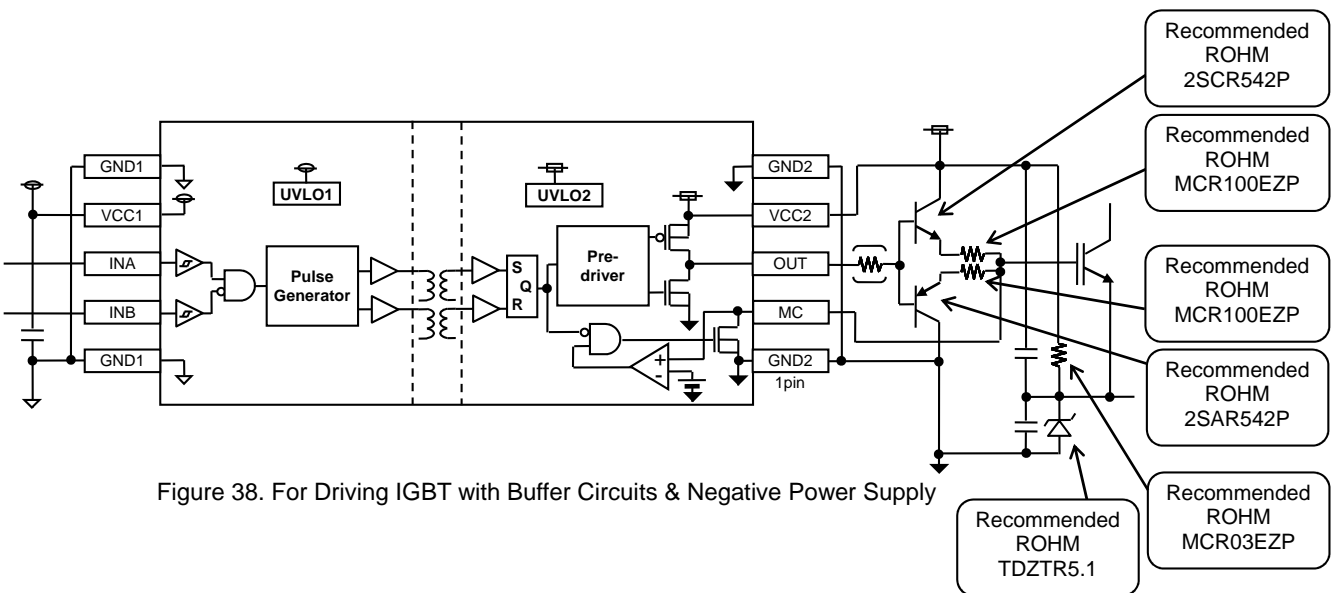 Recommended
ROHM
2SCR542P
Recommended
ROHM
MCR100EZP
Recommended
ROHM
MCR100EZP
Recommended
ROHM
2SAR542P
Recommended
ROHM
MCR03EZP
Recommended
ROHM
TDZTR5.1
GND1
VCC1
INA
INB
GND1
UVLO1
Pulse
Generator
UVLO2
S
Q
R
Pre-
driver
+
-
GND2
VCC2
OUT
MC
GND2
1pin
Figure 38. For Driving IGBT with Buffer Circuits & Negative Power Supply